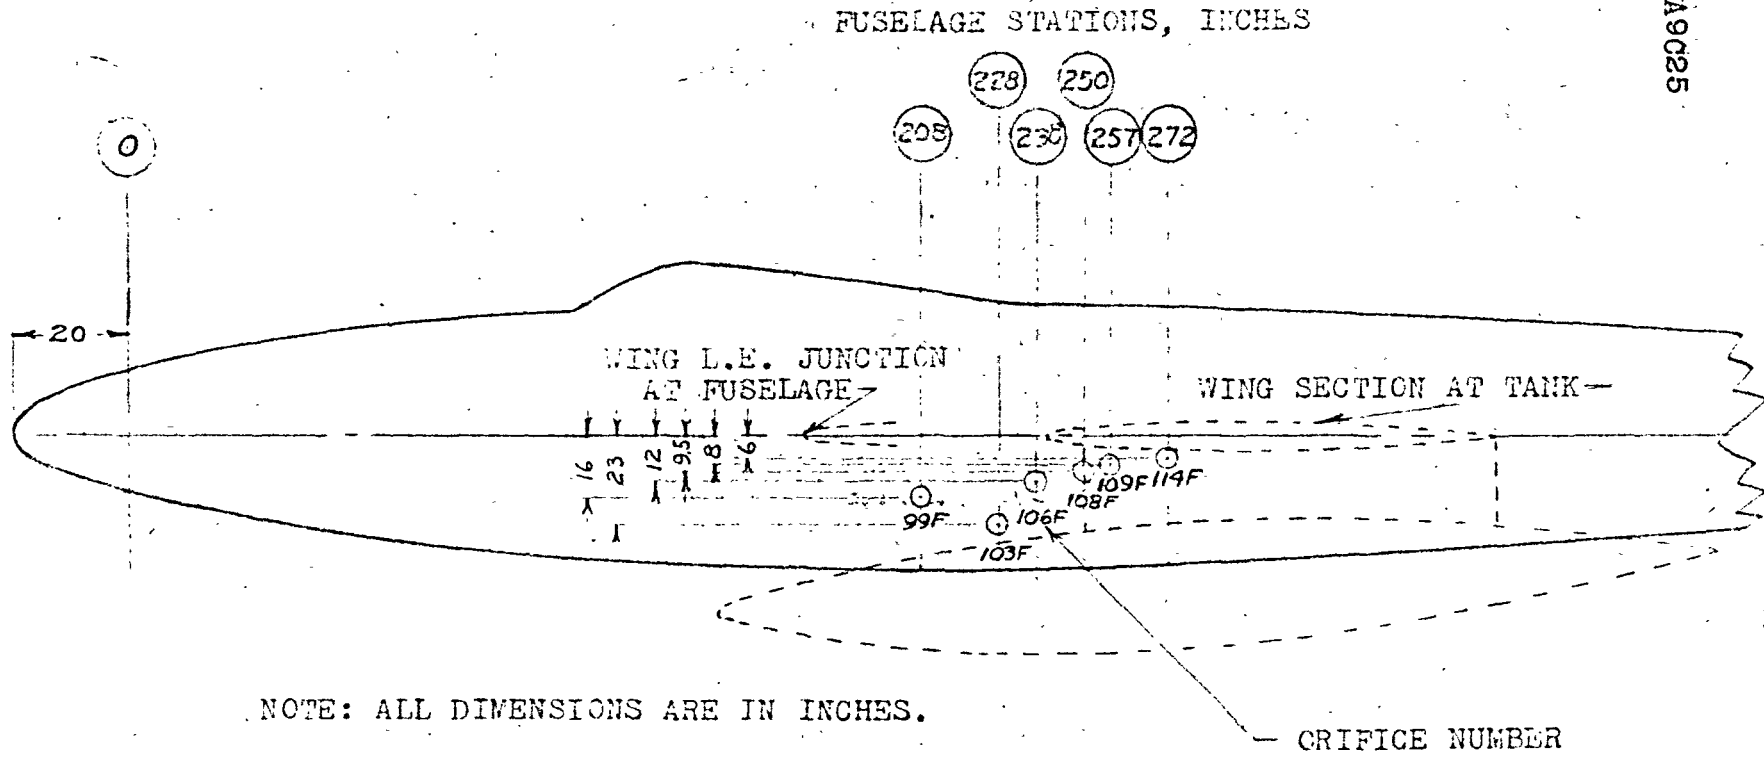 FUSELAGE STATIONS, INCHES
A9C25
228 250
0 208 238 257 272
20
WING L.E. JUNCTION
AT FUSELAGE
WING SECTION AT TANK
16 23 12 9.5 8 6
99F 103F 106F 108F 109F 114F
NOTE: ALL DIMENSIONS ARE IN INCHES.
ORIFICE NUMBER